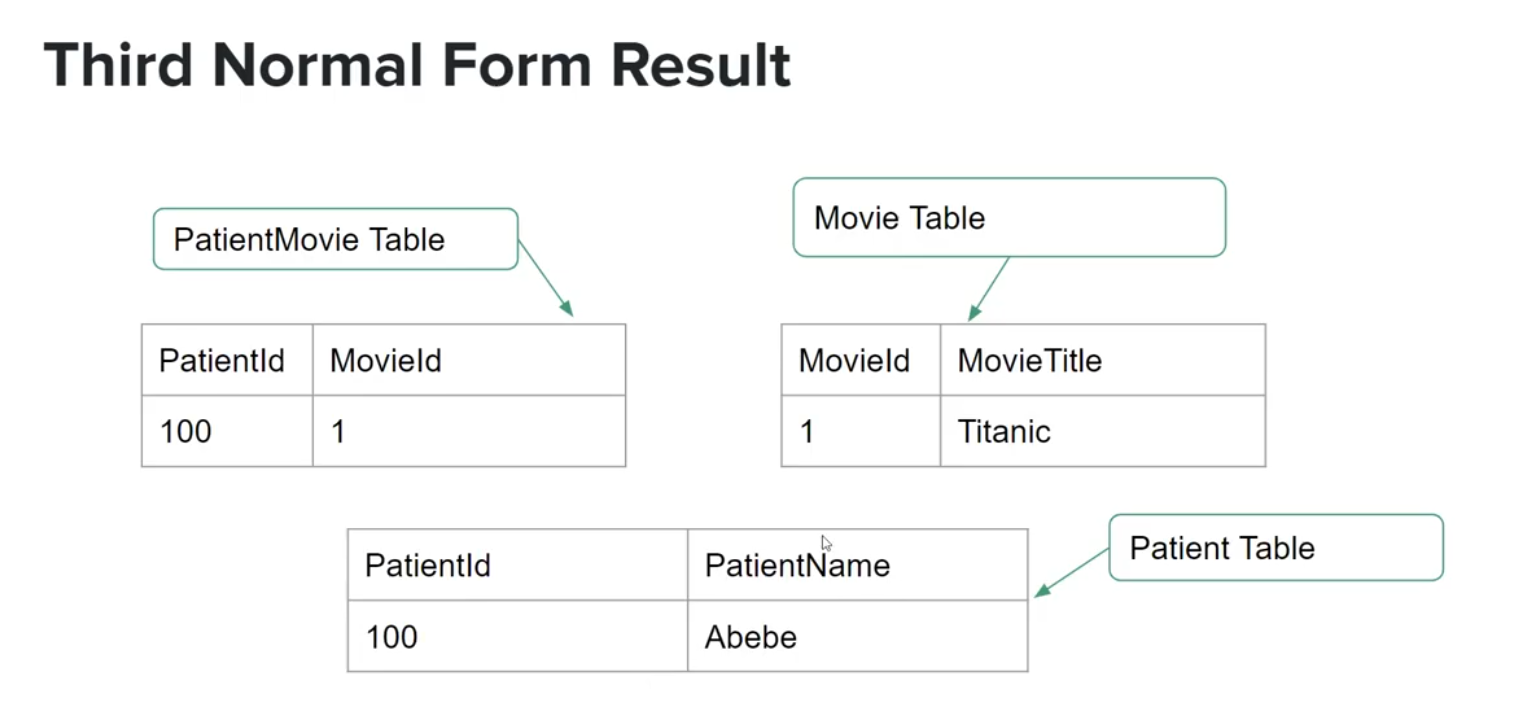 Third Normal Form Result
PatientMovie Table
Movie Table
PatientId MovieId
100 1
MovieId MovieTitle
1 Titanic
Patient Table
PatientId PatientName
100 Abebe